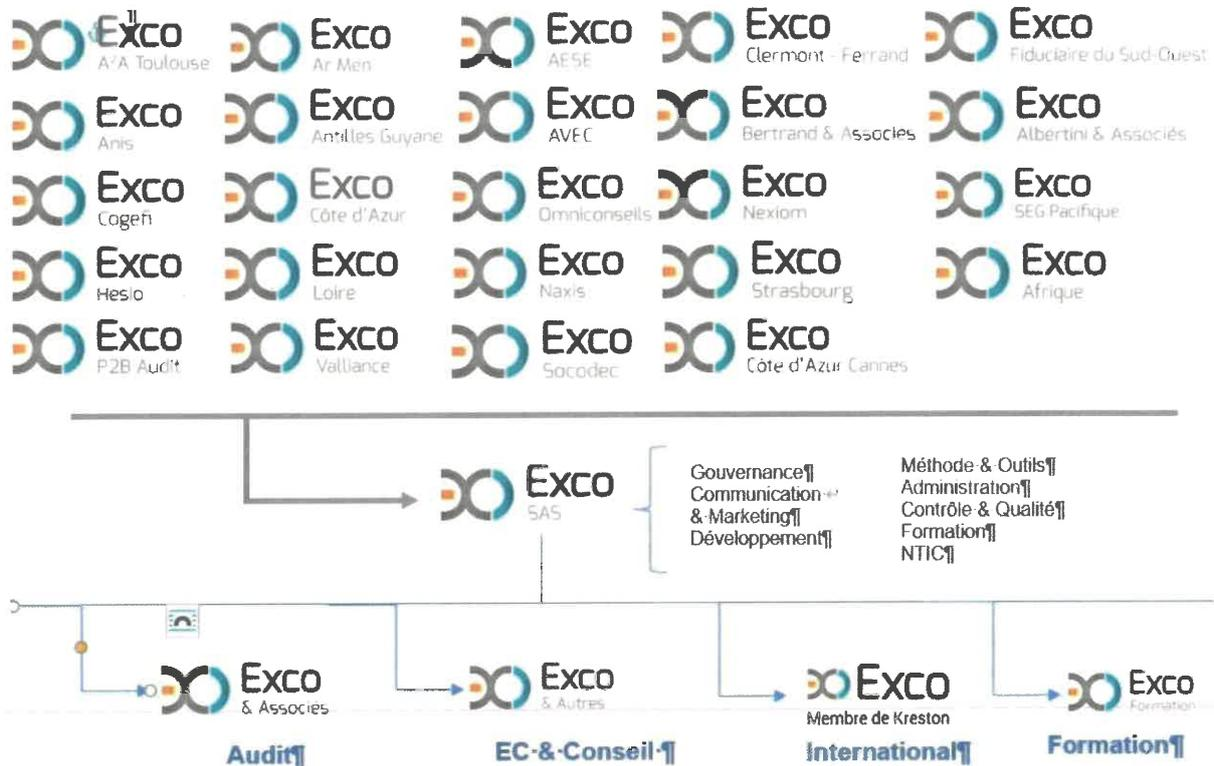 Exco
A²A Toulouse
Exco
Ar Men
Exco
AESE
Exco
Clermont - Ferrand
Exco
Fiduciaire du Sud-Ouest
Exco
Anis
Exco
Antilles Guyane
Exco
AVEC
Exco
Bertrand & Associés
Exco
Albertini & Associés
Exco
Cogefi
Exco
Côte d'Azur
Exco
Omniconseils
Exco
Nexiom
Exco
SEG Pacifique
Exco
Heslo
Exco
Loire
Exco
Naxis
Exco
Strasbourg
Exco
Afrique
Exco
P2B Audit
Exco
Valliance
Exco
Socodec
Exco
Côte d'Azur Cannes
Exco
SAS
Gouvernance¶
Communication↵
&·Marketing¶
Développement¶
Méthode·&·Outils¶
Administration¶
Contrôle·&·Qualité¶
Formation¶
NTIC¶
Exco
& Associés
Audit¶
Exco
& Autres
EC·&·Conseil·¶
Exco
Membre de Kreston
International¶
Exco
Formation
Formation¶